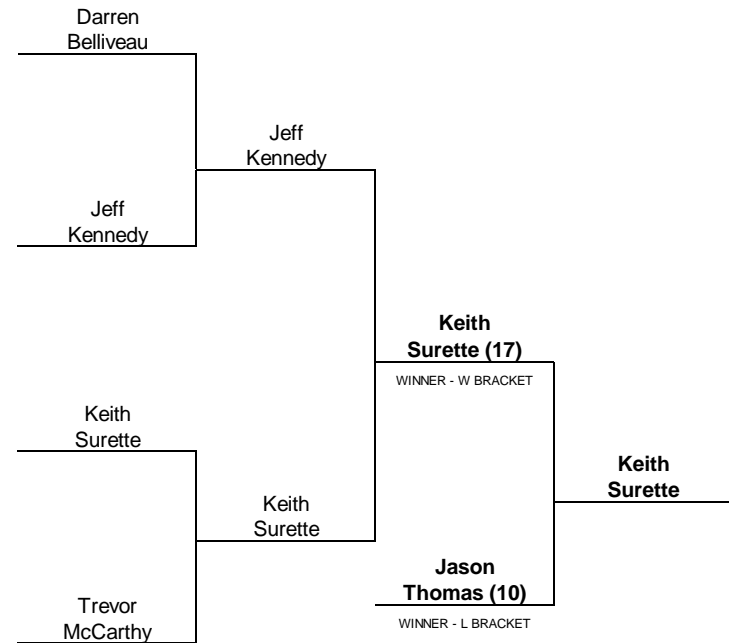 Darren
Belliveau
Jeff
Kennedy
Jeff
Kennedy
Keith
Surette (17)
WINNER - W BRACKET
Keith
Surette
Keith
Surette
Keith
Surette
Jason
Thomas (10)
WINNER - L BRACKET
Trevor
McCarthy